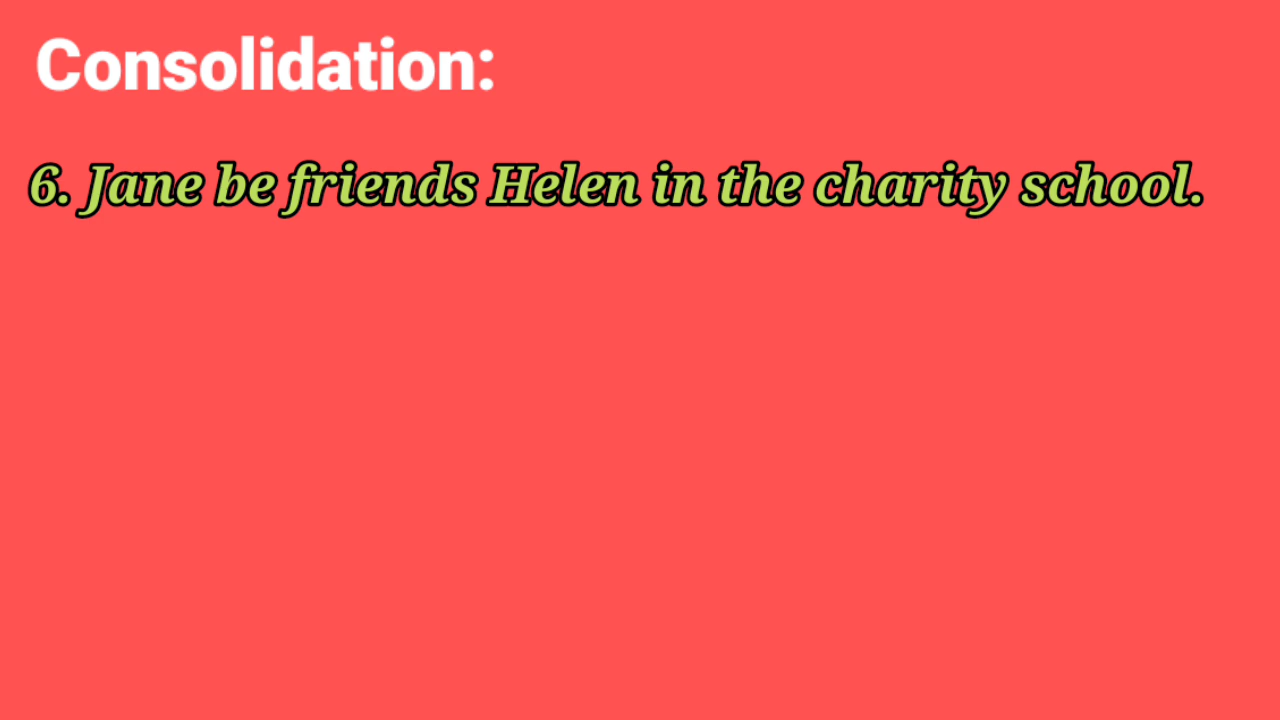 Consolidation:
6. Jane be friends Helen in the charity school.